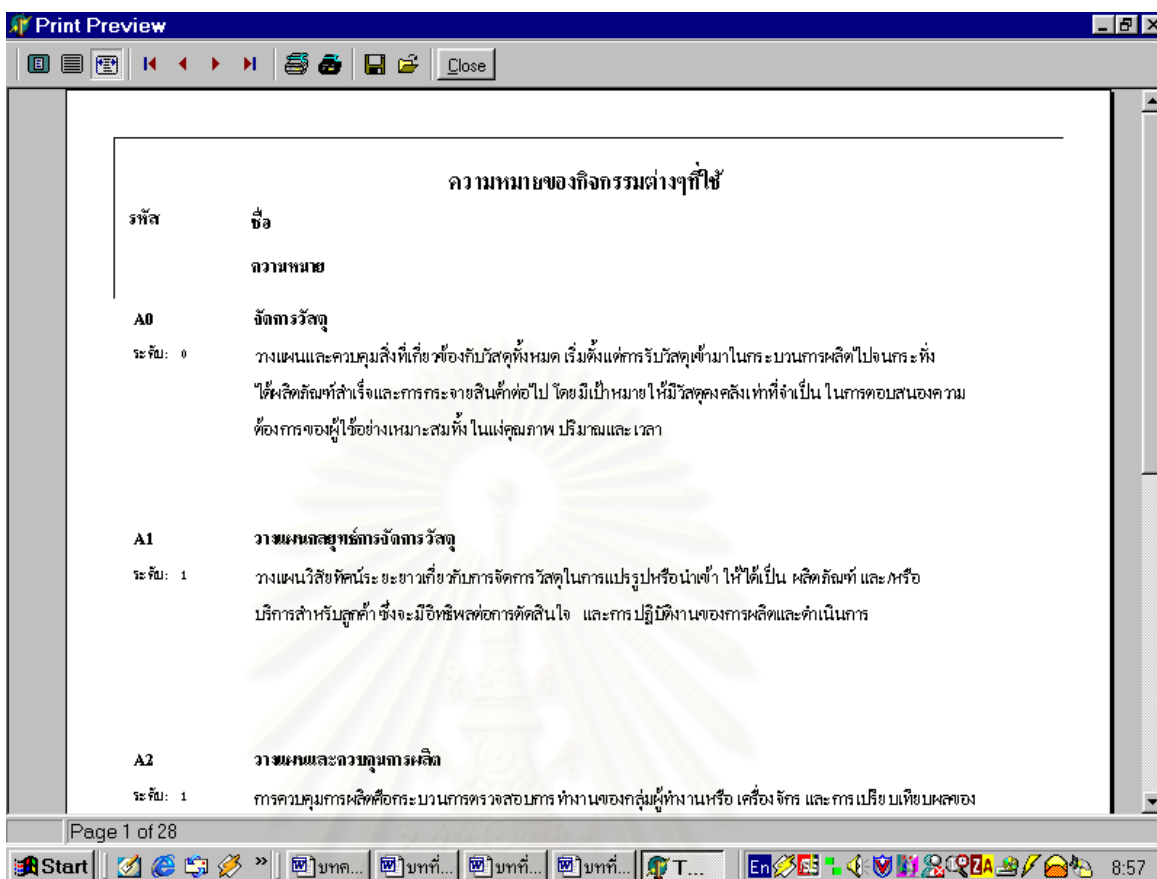 Print Preview
Close
ความหมายของกิจกรรมต่างๆที่ใช้
รหัส ชื่อ
ความหมาย
A0 จัดการวัสดุ
ระดับ: 0 วางแผนและควบคุมสิ่งที่เกี่ยวข้องกับวัสดุทั้งหมด เริ่มตั้งแต่การรับวัสดุเข้ามาในกระบวนการผลิตไปจนกระทั่ง
ได้ผลิตภัณฑ์สำเร็จและการกระจายสินค้าต่อไป โดยมีเป้าหมายให้มีวัสดุคงคลังเท่าที่จำเป็น ในการตอบสนองความ
ต้องการของผู้ใช้อย่างเหมาะสมทั้งในแง่คุณภาพ ปริมาณและเวลา
A1 วางแผนกลยุทธ์การจัดการวัสดุ
ระดับ: 1 วางแผนวิสัยทัศน์ระยะยาวเกี่ยวกับการจัดการวัสดุในการแปรรูปหรือนำเข้า ให้ได้เป็น ผลิตภัณฑ์ และ/หรือ
บริการสำหรับลูกค้า ซึ่งจะมีอิทธิพลต่อการตัดสินใจ และการปฏิบัติงานของการผลิตและดำเนินการ
A2 วางแผนและควบคุมการผลิต
ระดับ: 1 การควบคุมการผลิตคือกระบวนการตรวจสอบการทำงานของกลุ่มผู้ทำงานหรือ เครื่องจักร และการเปรียบเทียบผลของ
Page 1 of 28
Start บทค... บทที่... บทที่... บทที่... T... En 8:57